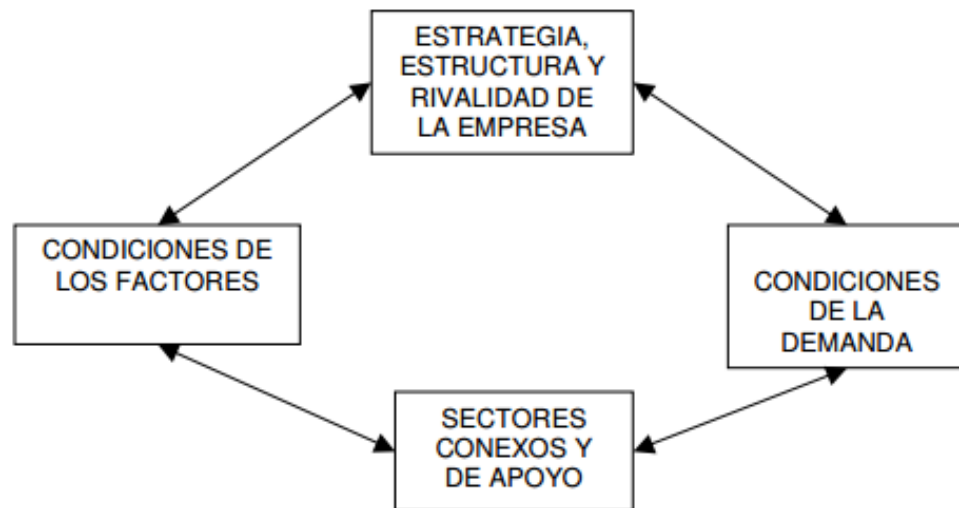 ESTRATEGIA,
ESTRUCTURA Y
RIVALIDAD DE
LA EMPRESA
CONDICIONES DE
LOS FACTORES
CONDICIONES
DE LA
DEMANDA
SECTORES
CONEXOS Y
DE APOYO